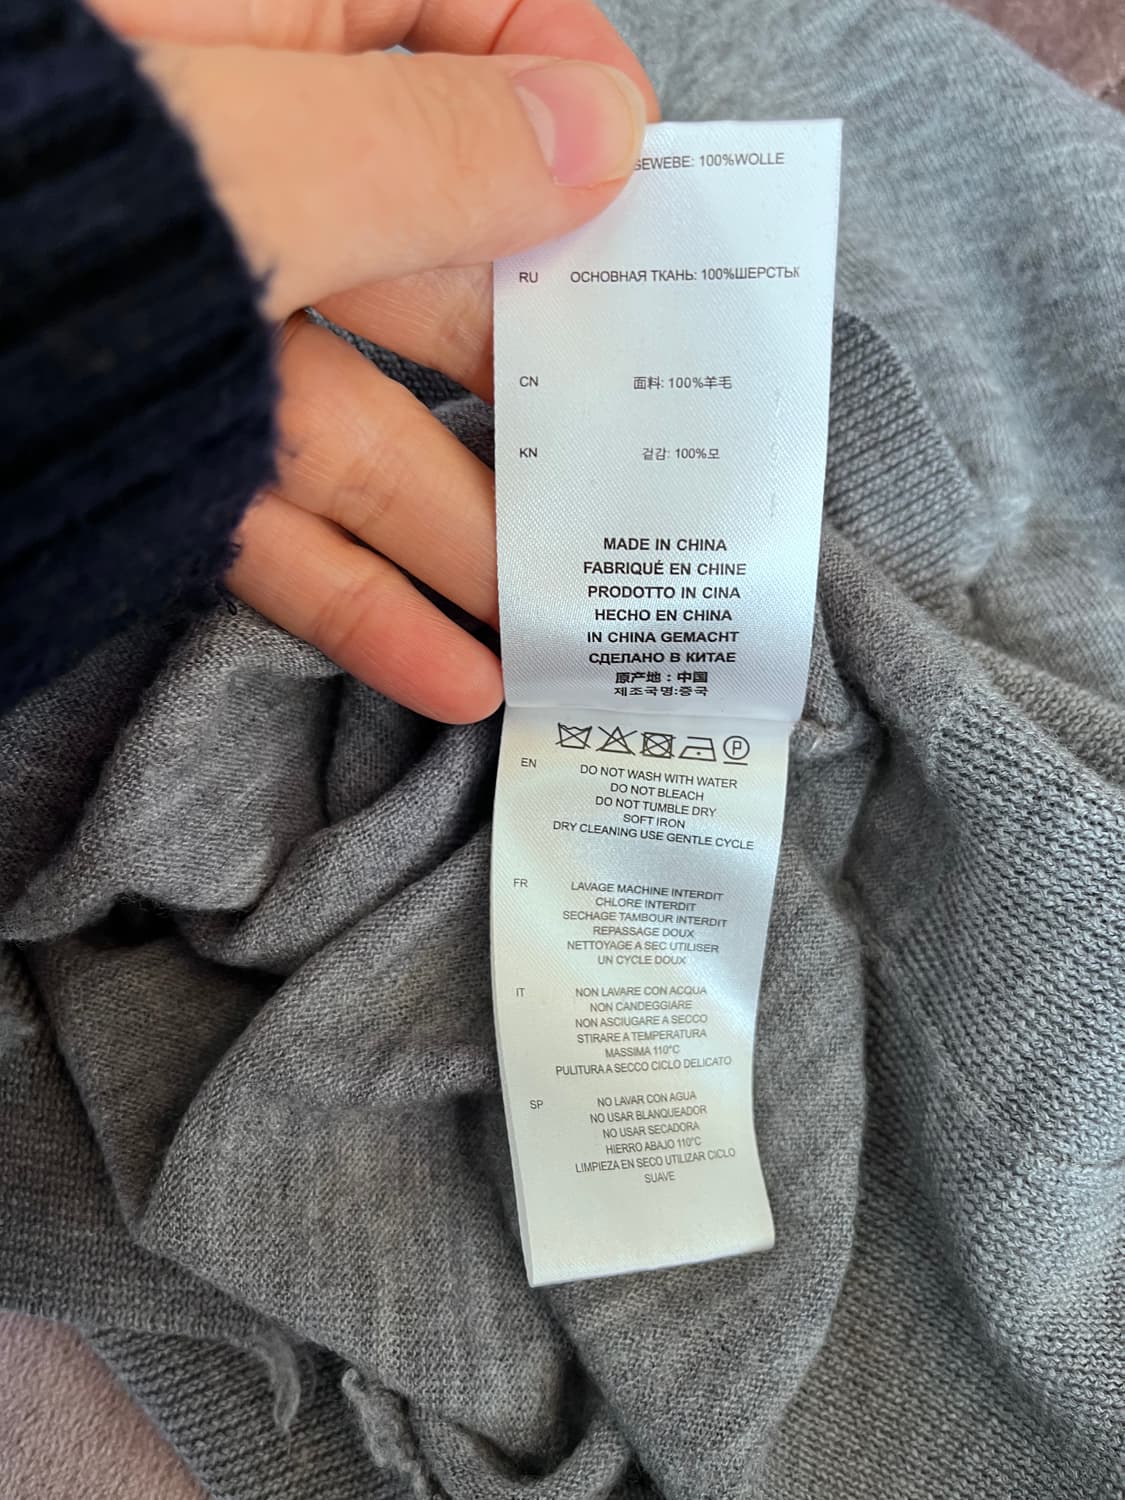 GEWEBE: 100%WOLLE
RU ОСНОВНАЯ ТКАНЬ: 100%ШЕРСТЬК
CN 面料: 100%羊毛
KN 겉감: 100%모
MADE IN CHINA
FABRIQUÉ EN CHINE
PRODOTTO IN CINA
HECHO EN CHINA
IN CHINA GEMACHT
СДЕЛАНО В КИТАЕ
原产地：中国
제조국명:중국
P
EN DO NOT WASH WITH WATER
DO NOT BLEACH
DO NOT TUMBLE DRY
SOFT IRON
DRY CLEANING USE GENTLE CYCLE
FR LAVAGE MACHINE INTERDIT
CHLORE INTERDIT
SECHAGE TAMBOUR INTERDIT
REPASSAGE DOUX
NETTOYAGE A SEC UTILISER
UN CYCLE DOUX
IT NON LAVARE CON ACQUA
NON CANDEGGIARE
NON ASCIUGARE A SECCO
STIRARE A TEMPERATURA
MASSIMA 110°C
PULITURA A SECCO CICLO DELICATO
SP NO LAVAR CON AGUA
NO USAR BLANQUEADOR
NO USAR SECADORA
HIERRO ABAJO 110°C
LIMPIEZA EN SECO UTILIZAR CICLO
SUAVE